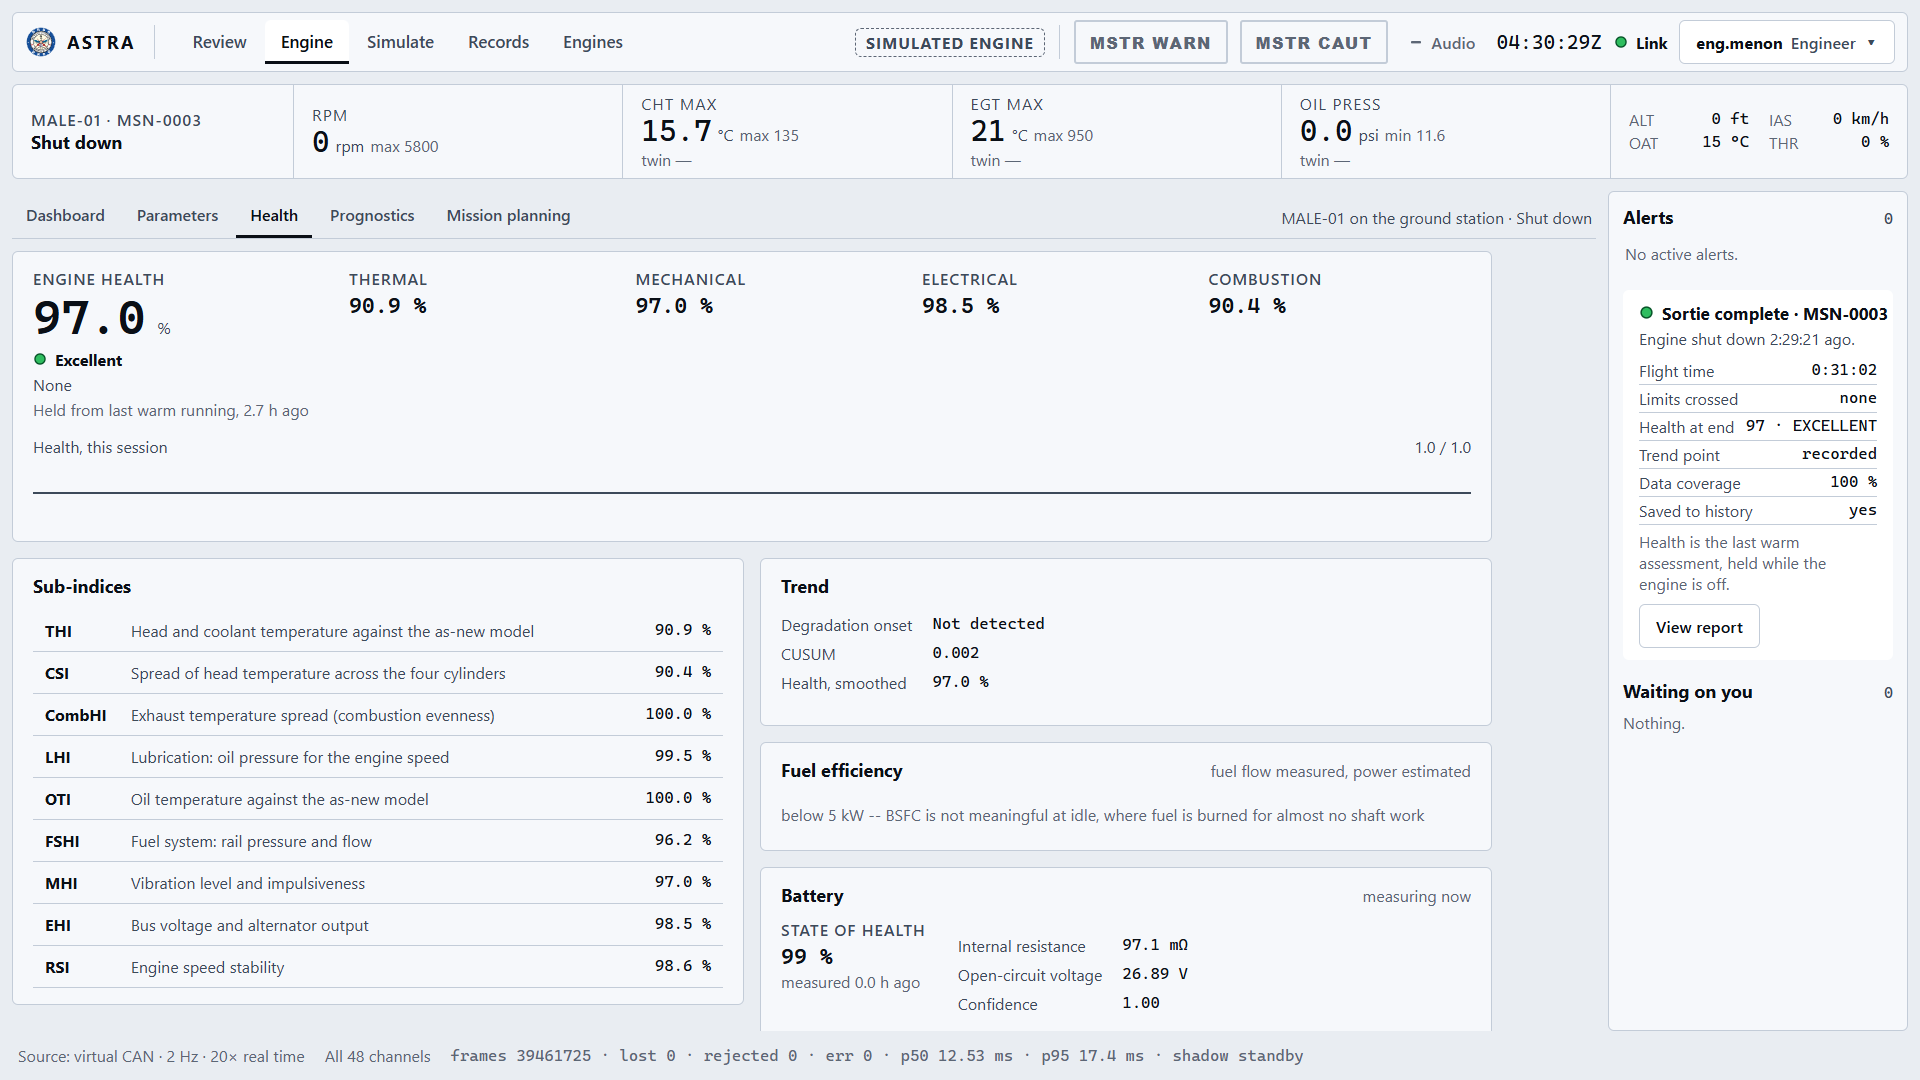 ASTRA Review Engine Simulate Records Engines SIMULATED ENGINE MSTR WARN MSTR CAUT – Audio 04:30:29Z Link eng.menon Engineer ▾
MALE-01 · MSN-0003
Shut down
RPM
0 rpm max 5800
CHT MAX
15.7 °C max 135
twin —
EGT MAX
21 °C max 950
twin —
OIL PRESS
0.0 psi min 11.6
twin —
ALT 0 ft IAS 0 km/h
OAT 15 °C THR 0 %
Dashboard Parameters Health Prognostics Mission planning MALE-01 on the ground station · Shut down
ENGINE HEALTH
97.0 %
Excellent
None
Held from last warm running, 2.7 h ago
THERMAL
90.9 %
MECHANICAL
97.0 %
ELECTRICAL
98.5 %
COMBUSTION
90.4 %
Health, this session 1.0 / 1.0
Sub-indices
THI Head and coolant temperature against the as-new model 90.9 %
CSI Spread of head temperature across the four cylinders 90.4 %
CombHI Exhaust temperature spread (combustion evenness) 100.0 %
LHI Lubrication: oil pressure for the engine speed 99.5 %
OTI Oil temperature against the as-new model 100.0 %
FSHI Fuel system: rail pressure and flow 96.2 %
MHI Vibration level and impulsiveness 97.0 %
EHI Bus voltage and alternator output 98.5 %
RSI Engine speed stability 98.6 %
Trend
Degradation onset Not detected
CUSUM 0.002
Health, smoothed 97.0 %
Fuel efficiency fuel flow measured, power estimated
below 5 kW -- BSFC is not meaningful at idle, where fuel is burned for almost no shaft work
Battery measuring now
STATE OF HEALTH
99 %
measured 0.0 h ago
Internal resistance 97.1 mΩ
Open-circuit voltage 26.89 V
Confidence 1.00
Alerts 0
No active alerts.
Sortie complete · MSN-0003
Engine shut down 2:29:21 ago.
Flight time 0:31:02
Limits crossed none
Health at end 97 · EXCELLENT
Trend point recorded
Data coverage 100 %
Saved to history yes
Health is the last warm
assessment, held while the
engine is off.
View report
Waiting on you 0
Nothing.
Source: virtual CAN · 2 Hz · 20× real time All 48 channels frames 39461725 · lost 0 · rejected 0 · err 0 · p50 12.53 ms · p95 17.4 ms · shadow standby